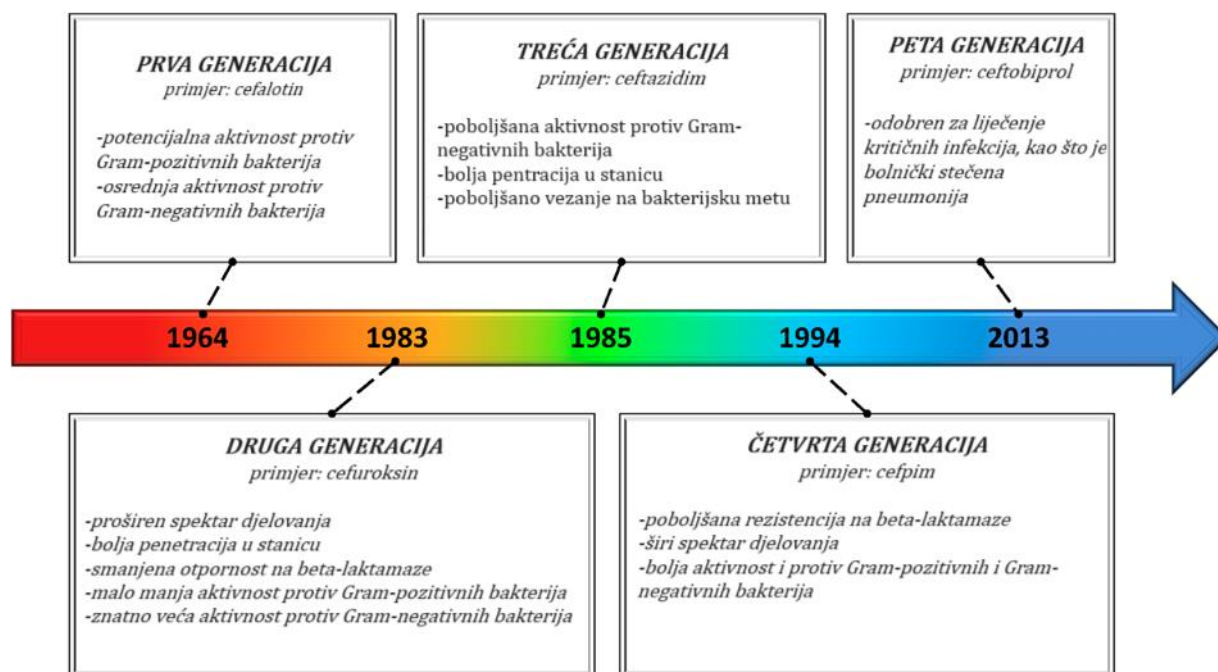 PRVA GENERACIJA
primjer: cefalotin
-potencijalna aktivnost protiv
Gram-pozitivnih bakterija
-osrednja aktivnost protiv
Gram-negativnih bakterija
TREĆA GENERACIJA
primjer: ceftazidim
-poboljšana aktivnost protiv Gram-
negativnih bakterija
-bolja pentracija u stanicu
-poboljšano vezanje na bakterijsku metu
PETA GENERACIJA
primjer: ceftobiprol
-odobren za liječenje
kritičnih infekcija, kao što je
bolnički stečena
pneumonija
1964
1983
1985
1994
2013
DRUGA GENERACIJA
primjer: cefuroksin
-proširen spektar djelovanja
-bolja penetracija u stanicu
-smanjena otpornost na beta-laktamaze
-malo manja aktivnost protiv Gram-pozitivnih bakterija
-znatno veća aktivnost protiv Gram-negativnih bakterija
ČETVRTA GENERACIJA
primjer: cefpim
-poboljšana rezistencija na beta-laktamaze
-širi spektar djelovanja
-bolja aktivnost i protiv Gram-pozitivnih i Gram-
negativnih bakterija